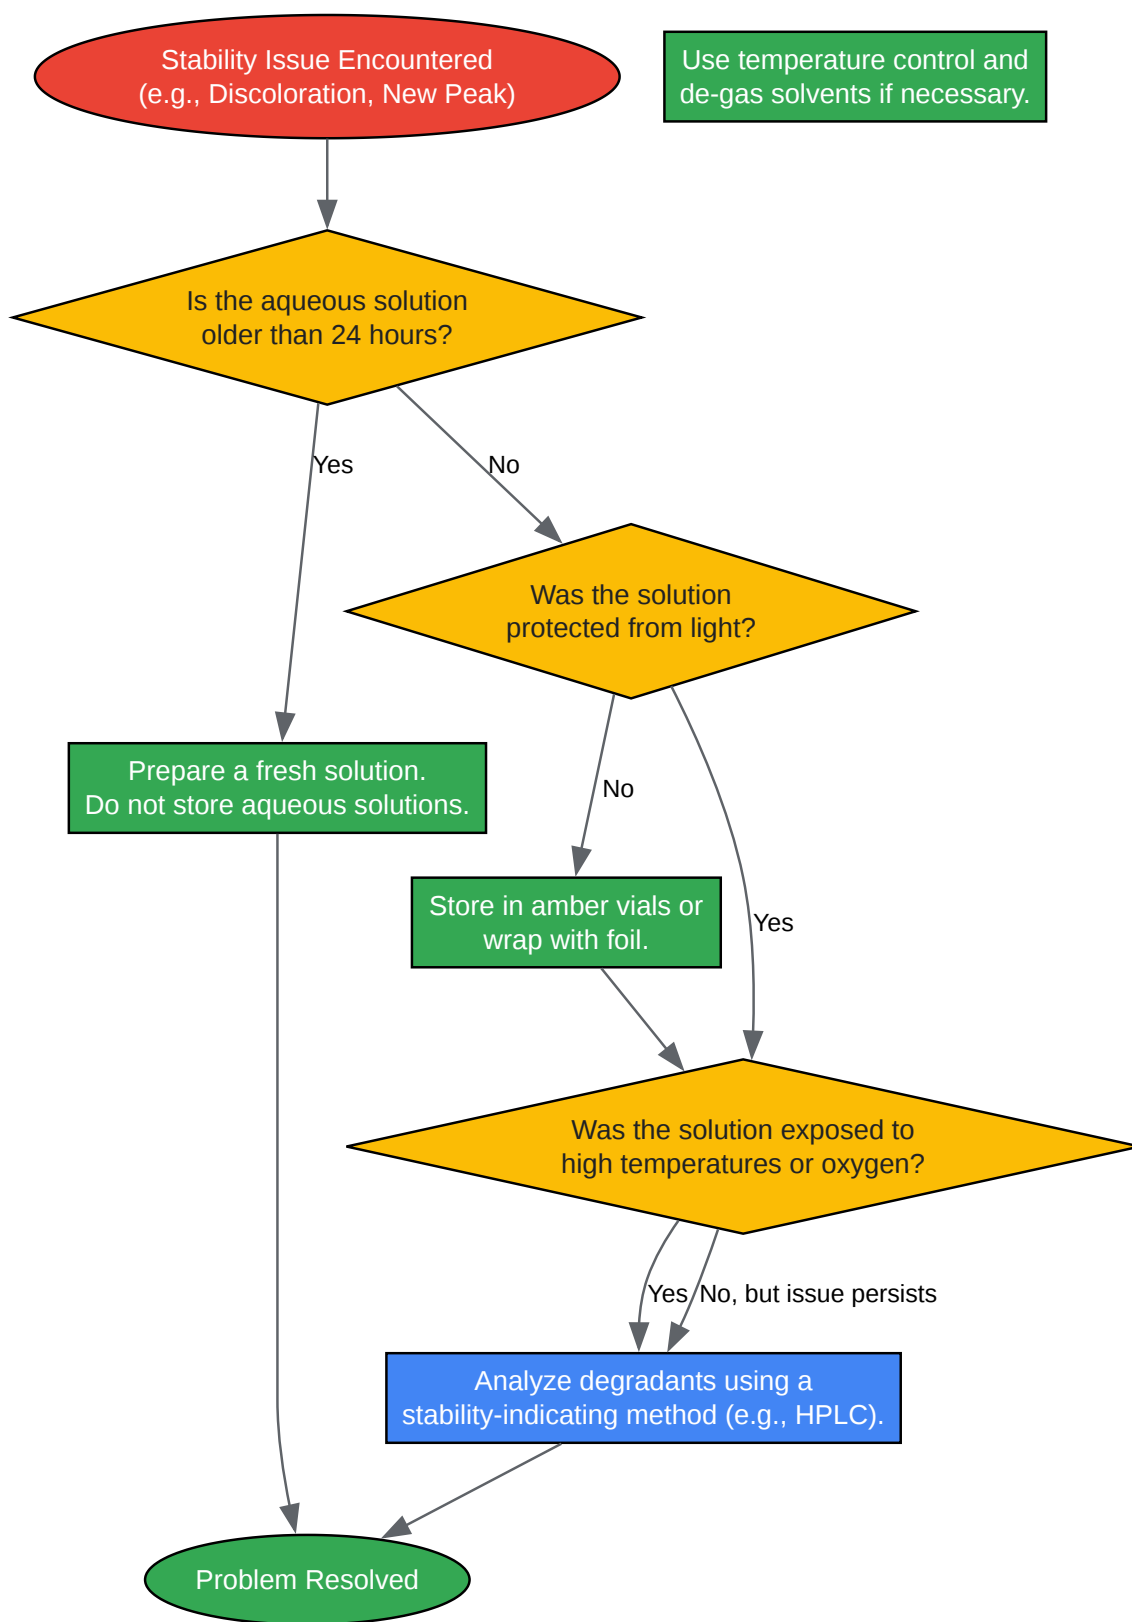 Stability Issue Encountered
(e.g., Discoloration, New Peak)
Use temperature control and
de-gas solvents if necessary.
Is the aqueous solution
older than 24 hours?
Yes
No
Was the solution
protected from light?
Prepare a fresh solution.
Do not store aqueous solutions.
No
Store in amber vials or
wrap with foil.
Yes
Was the solution exposed to
high temperatures or oxygen?
Yes
No, but issue persists
Analyze degradants using a
stability-indicating method (e.g., HPLC).
Problem Resolved